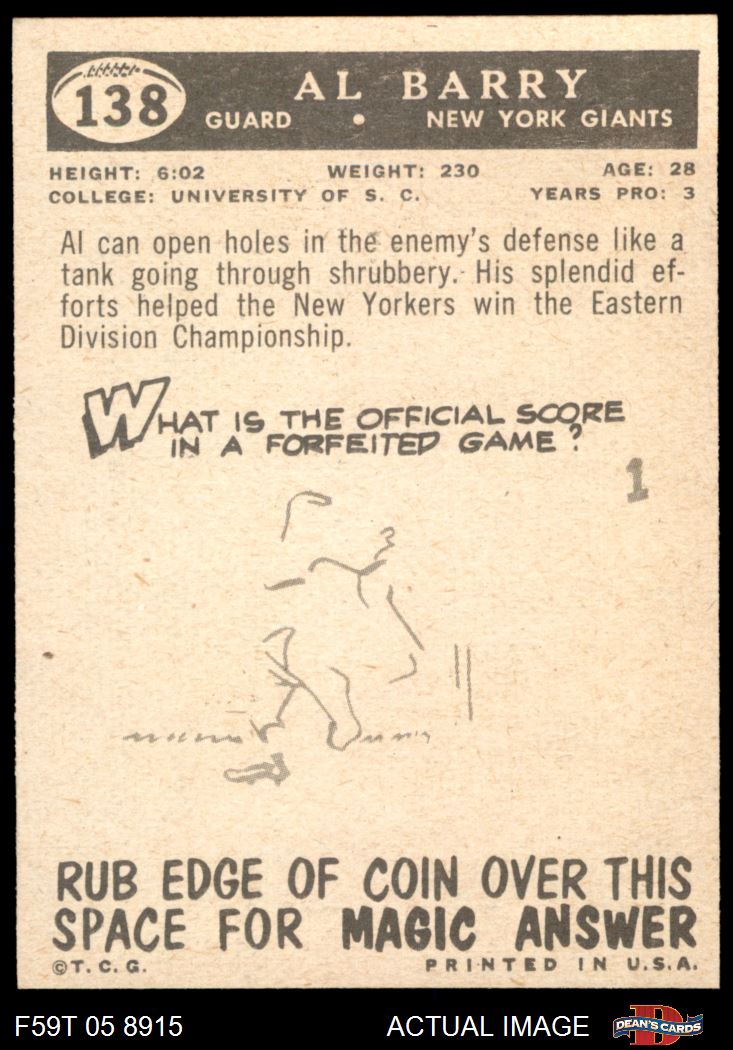 138
AL BARRY
GUARD • NEW YORK GIANTS
HEIGHT: 6:02 WEIGHT: 230 AGE: 28
COLLEGE: UNIVERSITY OF S. C. YEARS PRO: 3
Al can open holes in the enemy's defense like a
tank going through shrubbery. His splendid ef-
forts helped the New Yorkers win the Eastern
Division Championship.
WHAT IS THE OFFICIAL SCORE
IN A FORFEITED GAME?
1
RUB EDGE OF COIN OVER THIS
SPACE FOR MAGIC ANSWER
©T. C. G. PRINTED IN U.S.A.
F59T 05 8915 ACTUAL IMAGE D DEAN'S CARDS